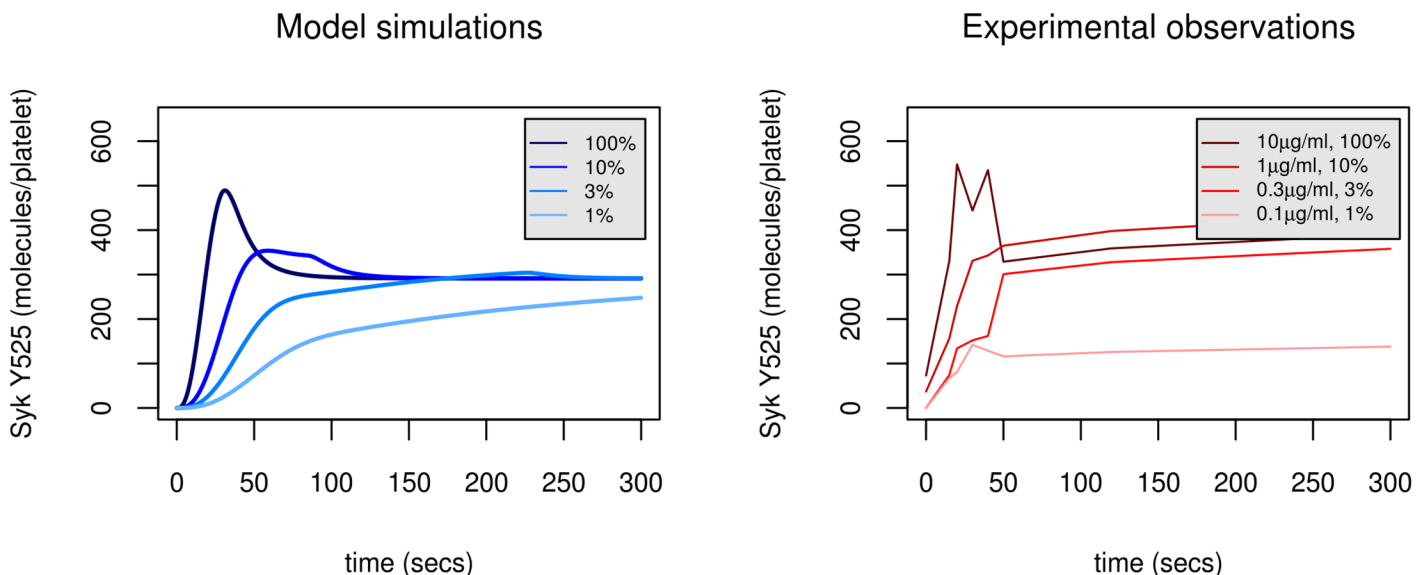 Model simulations
Syk Y525 (molecules/platelet)
600
400
200
0
100%
10%
3%
1%
0 50 100 150 200 250 300
time (secs)
Experimental observations
Syk Y525 (molecules/platelet)
600
400
200
0
10μg/ml, 100%
1μg/ml, 10%
0.3μg/ml, 3%
0.1μg/ml, 1%
0 50 100 150 200 250 300
time (secs)